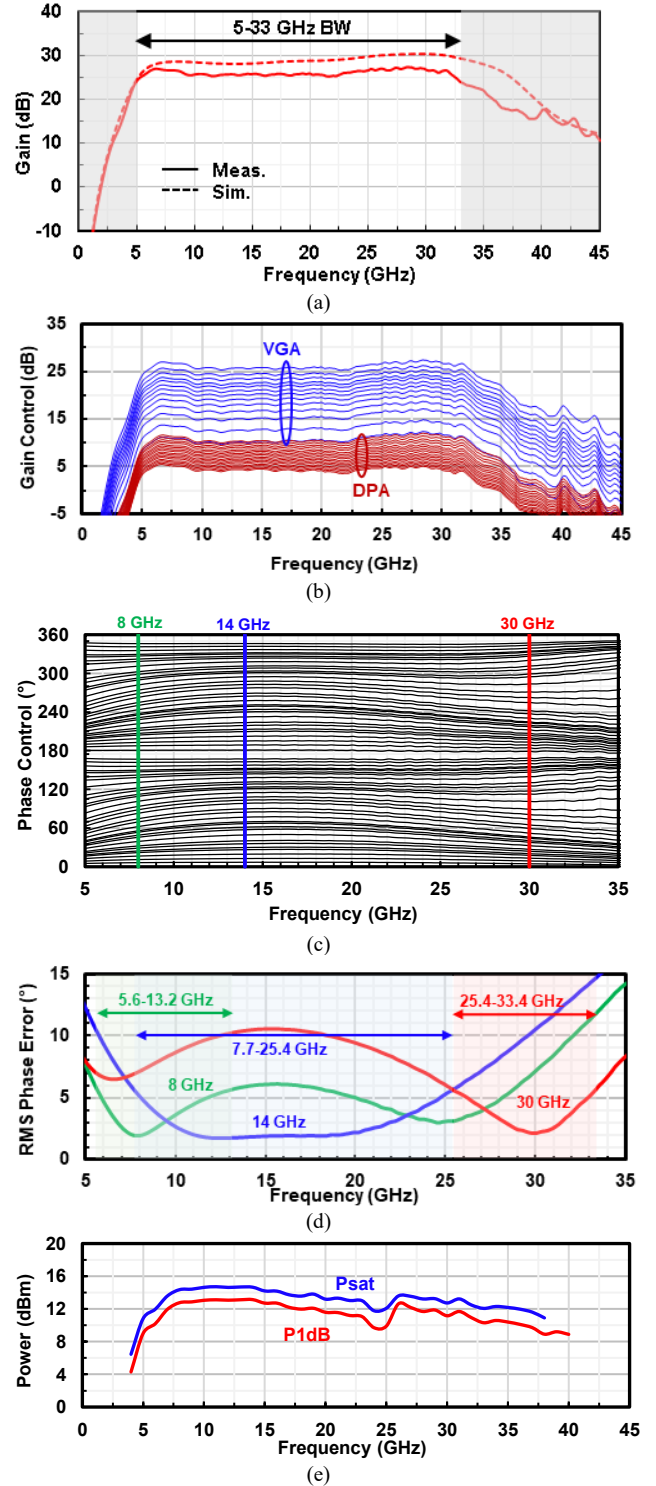 5-33 GHz BW
Gain (dB)
40
30
20
10
0
-10
Meas.
Sim.
0 5 10 15 20 25 30 35 40 45
Frequency (GHz)
(a)
Gain Control (dB)
35
25
15
5
-5
VGA
DPA
0 5 10 15 20 25 30 35 40 45
Frequency (GHz)
(b)
8 GHz 14 GHz 30 GHz
Phase Control (°)
360
300
240
180
120
60
0
5 10 15 20 25 30 35
Frequency (GHz)
(c)
RMS Phase Error (°)
15
10
5
0
5.6-13.2 GHz
25.4-33.4 GHz
7.7-25.4GHz
8 GHz
14 GHz
30 GHz
5 10 15 20 25 30 35
Frequency (GHz)
(d)
Power (dBm)
20
16
12
8
4
0
Psat
P1dB
0 5 10 15 20 25 30 35 40 45
Frequency (GHz)
(e)